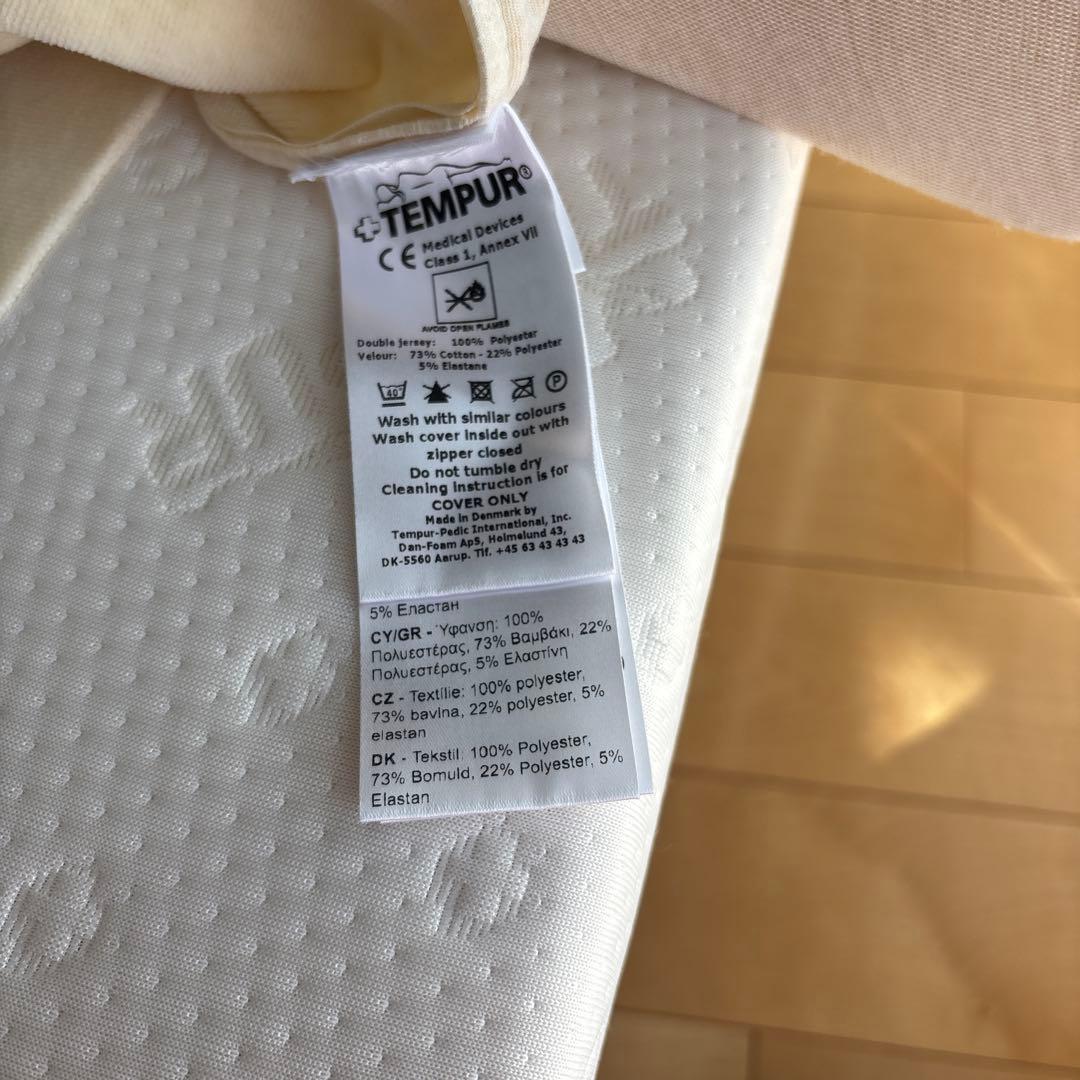 TEMPUR®
Medical Devices
CE Class 1, Annex VII
AVOID OPEN FLAMES
Double jersey: 100% Polyester
Velour: 73% Cotton - 22% Polyester
5% Elastane
40° P
Wash with similar colours
Wash cover inside out with
zipper closed
Do not tumble dry
Cleaning instruction is for
COVER ONLY
Made in Denmark by
Tempur-Pedic International, Inc.
Dan-Foam ApS, Holmelund 43,
DK-5560 Aarup. Tlf. +45 63 43 43 43
5% Еластан
CY/GR - Ύφανση: 100%
Πολυεστέρας, 73% Βαμβάκι, 22%
Πολυεστέρας, 5% Ελαστίνη
CZ - Textílie: 100% polyester,
73% bavlna, 22% polyester, 5%
elastan
DK - Tekstil: 100% Polyester,
73% Bomuld, 22% Polyester, 5%
Elastan